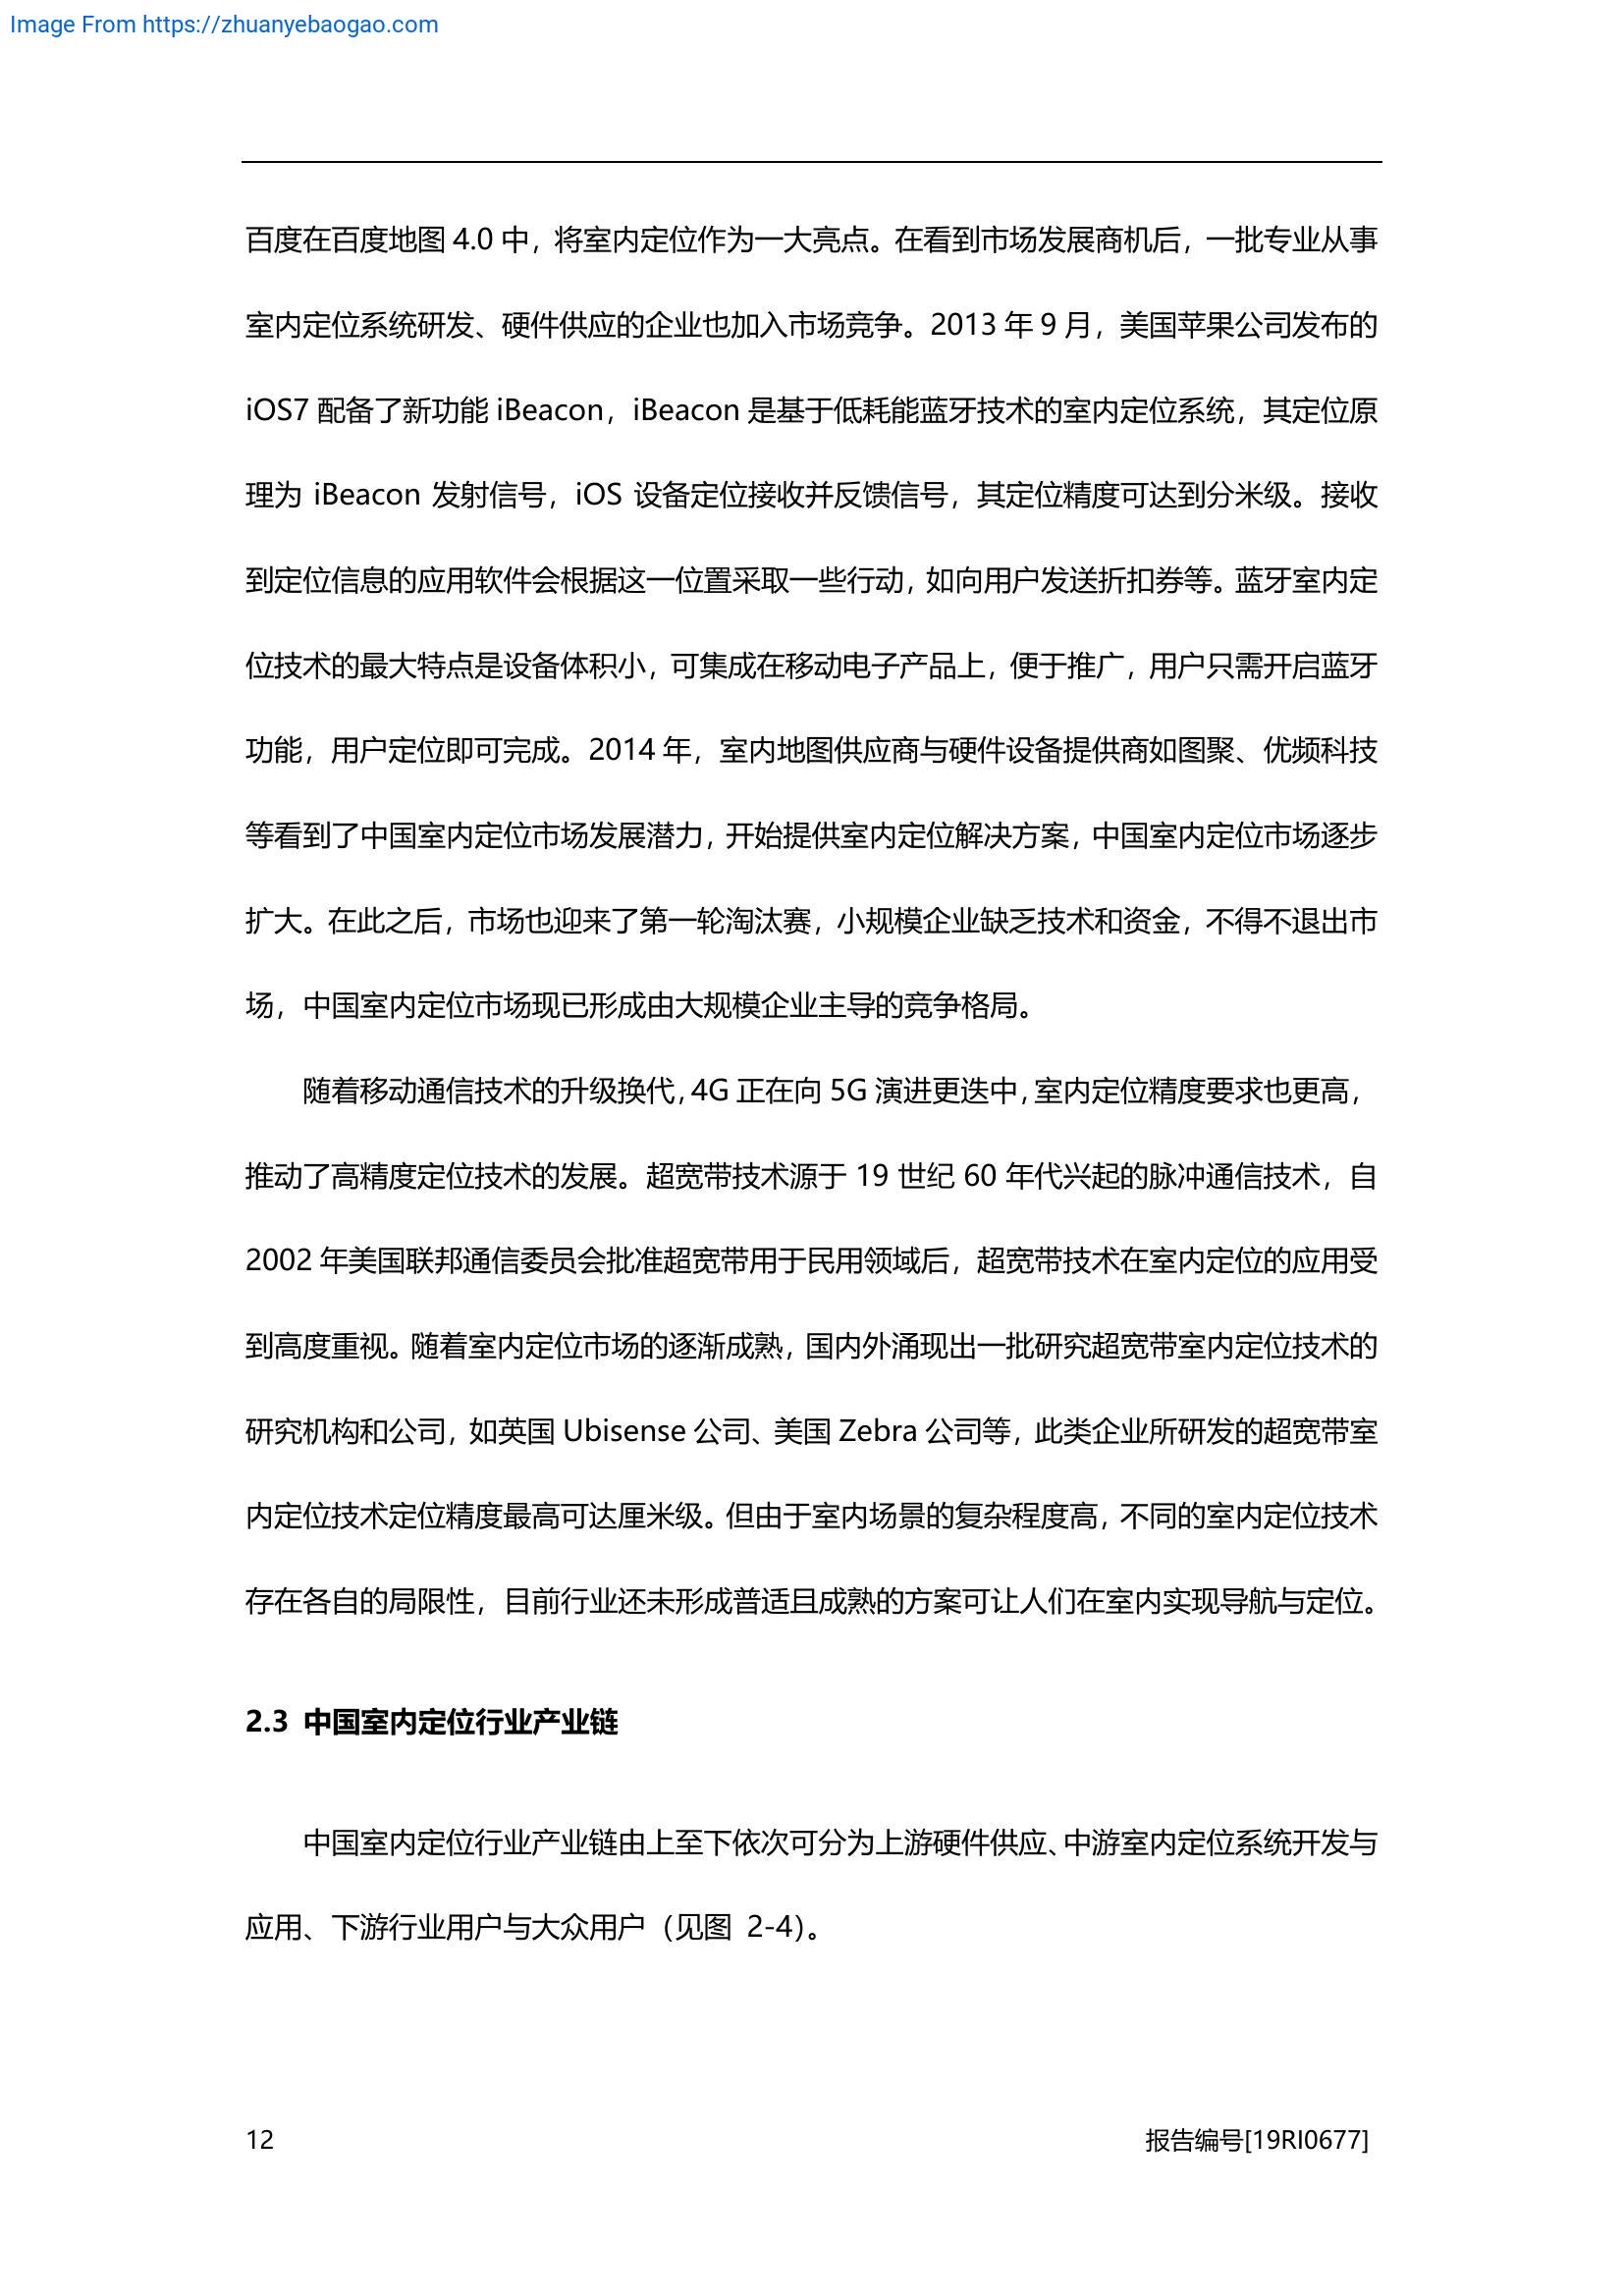 Image From https://zhuanyebaogao.com
百度在百度地图 4.0 中，将室内定位作为一大亮点。在看到市场发展商机后，一批专业从事
室内定位系统研发、硬件供应的企业也加入市场竞争。2013 年 9 月，美国苹果公司发布的
iOS7 配备了新功能 iBeacon，iBeacon 是基于低耗能蓝牙技术的室内定位系统，其定位原
理为 iBeacon 发射信号，iOS 设备定位接收并反馈信号，其定位精度可达到分米级。接收
到定位信息的应用软件会根据这一位置采取一些行动，如向用户发送折扣券等。蓝牙室内定
位技术的最大特点是设备体积小，可集成在移动电子产品上，便于推广，用户只需开启蓝牙
功能，用户定位即可完成。2014 年，室内地图供应商与硬件设备提供商如图聚、优频科技
等看到了中国室内定位市场发展潜力，开始提供室内定位解决方案，中国室内定位市场逐步
扩大。在此之后，市场也迎来了第一轮淘汰赛，小规模企业缺乏技术和资金，不得不退出市
场，中国室内定位市场现已形成由大规模企业主导的竞争格局。
随着移动通信技术的升级换代，4G 正在向 5G 演进更迭中，室内定位精度要求也更高，
推动了高精度定位技术的发展。超宽带技术源于 19 世纪 60 年代兴起的脉冲通信技术，自
2002 年美国联邦通信委员会批准超宽带用于民用领域后，超宽带技术在室内定位的应用受
到高度重视。随着室内定位市场的逐渐成熟，国内外涌现出一批研究超宽带室内定位技术的
研究机构和公司，如英国 Ubisense 公司、美国 Zebra 公司等，此类企业所研发的超宽带室
内定位技术定位精度最高可达厘米级。但由于室内场景的复杂程度高，不同的室内定位技术
存在各自的局限性，目前行业还未形成普适且成熟的方案可让人们在室内实现导航与定位。
2.3 中国室内定位行业产业链
中国室内定位行业产业链由上至下依次可分为上游硬件供应、中游室内定位系统开发与
应用、下游行业用户与大众用户（见图 2-4）。
12
报告编号[19RI0677]